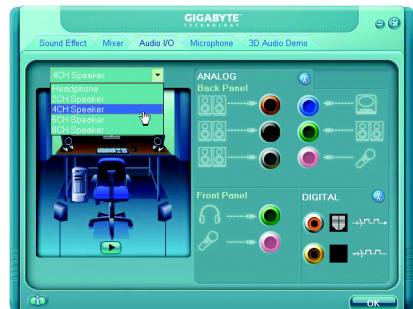 GIGABYTE
TECHNOLOGY
Sound Effect
Mixer
Audio I/O
Microphone
3D Audio Demo
4CH Speaker
Headphone
2CH Speaker
4CH Speaker
6CH Speaker
8CH Speaker
ANALOG
Back Panel
Front Panel
DIGITAL
OK